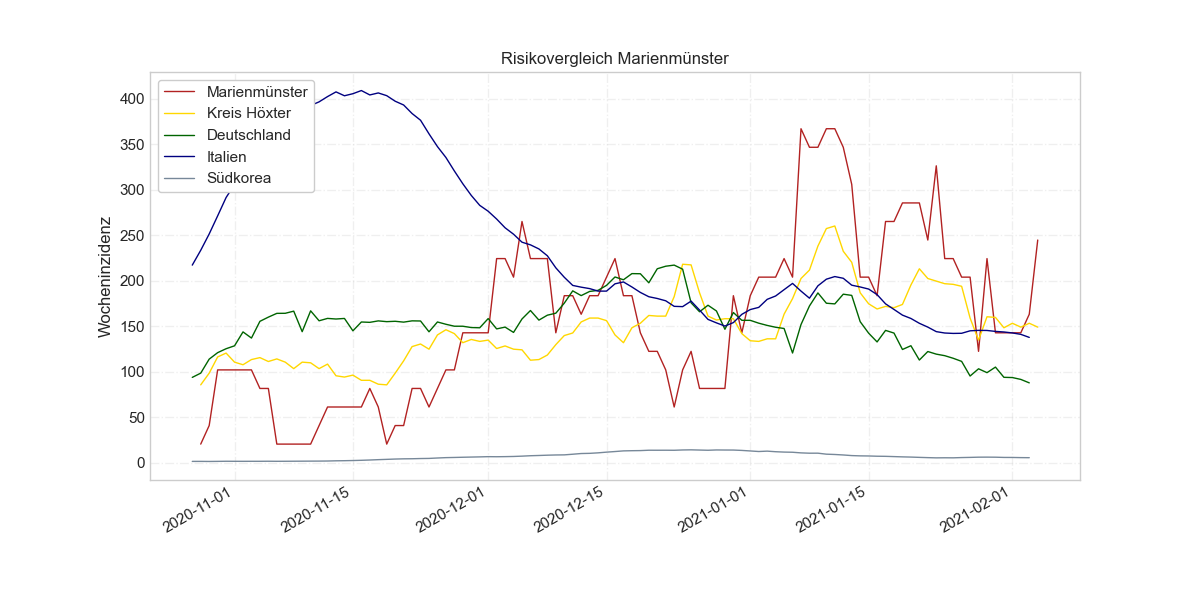 Risikovergleich Marienmünster
Marienmünster
Kreis Höxter
Deutschland
Italien
Südkorea
Wocheninzidenz
400
350
300
250
200
150
100
50
0
2020-11-01
2020-11-15
2020-12-01
2020-12-15
2021-01-01
2021-01-15
2021-02-01